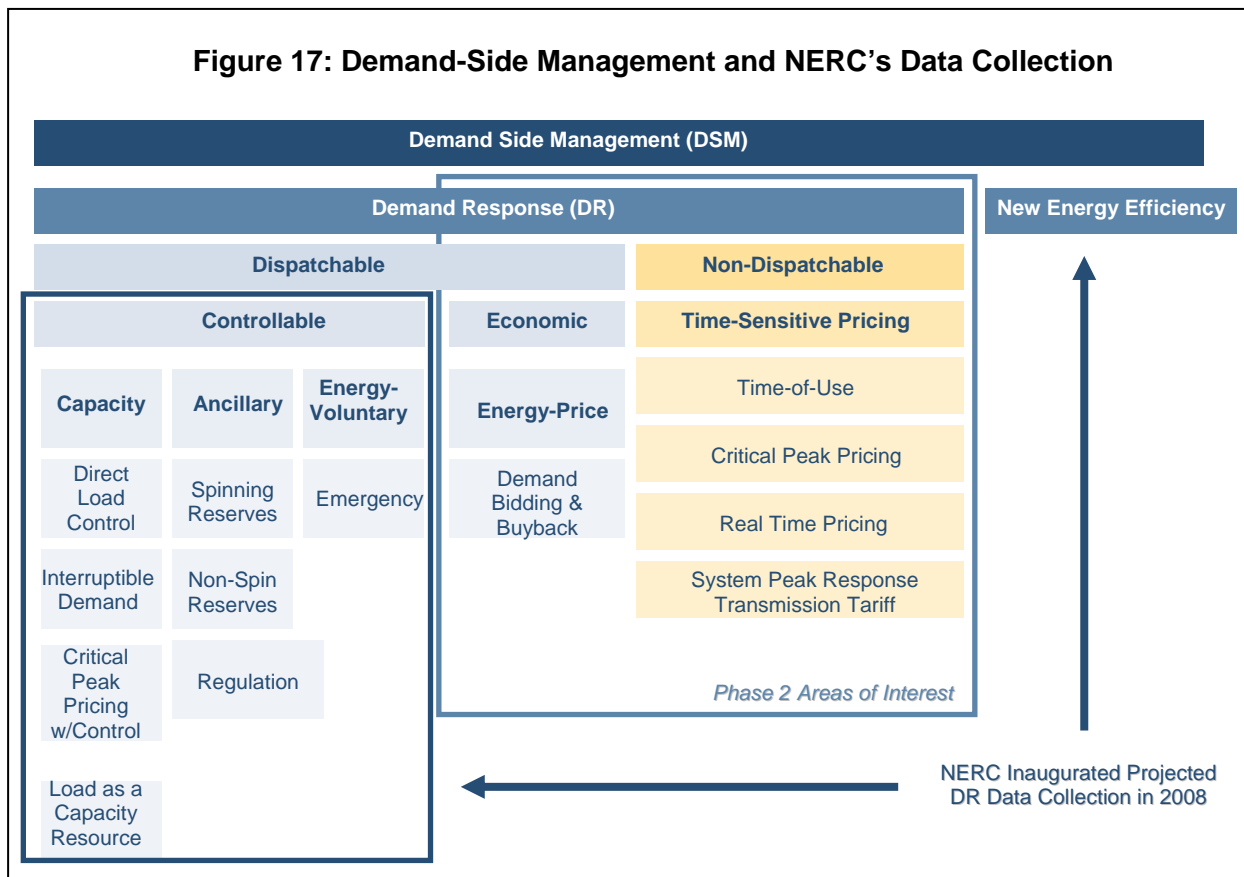 Figure 17: Demand-Side Management and NERC’s Data Collection
Demand Side Management (DSM)
Demand Response (DR)
New Energy Efficiency
Dispatchable
Non-Dispatchable
Controllable
Economic
Time-Sensitive Pricing
Capacity
Ancillary
Energy-
Voluntary
Energy-Price
Time-of-Use
Critical Peak Pricing
Direct
Load
Control
Spinning
Reserves
Emergency
Demand
Bidding &
Buyback
Real Time Pricing
Interruptible
Demand
Non-Spin
Reserves
System Peak Response
Transmission Tariff
Critical
Peak
Pricing
w/Control
Regulation
Phase 2 Areas of Interest
Load as a
Capacity
Resource
NERC Inaugurated Projected
DR Data Collection in 2008